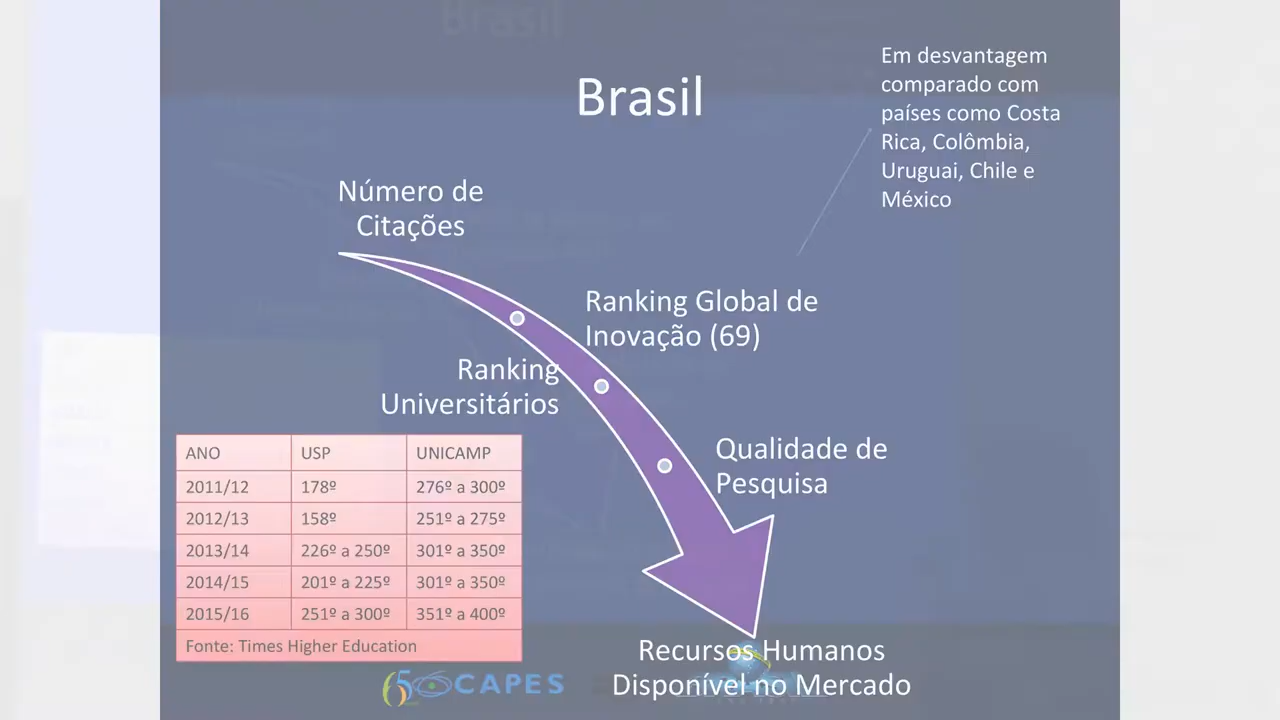 Brasil
Em desvantagem
comparado com
países como Costa
Rica, Colômbia,
Uruguai, Chile e
México
Número de
Citações
Ranking Global de
Inovação (69)
Ranking
Universitários
Qualidade de
Pesquisa
ANO USP UNICAMP
2011/12 178º 276º a 300º
2012/13 158º 251º a 275º
2013/14 226º a 250º 301º a 350º
2014/15 201º a 225º 301º a 350º
2015/16 251º a 300º 351º a 400º
Fonte: Times Higher Education
Recursos Humanos
Disponível no Mercado
CAPES
Brasil